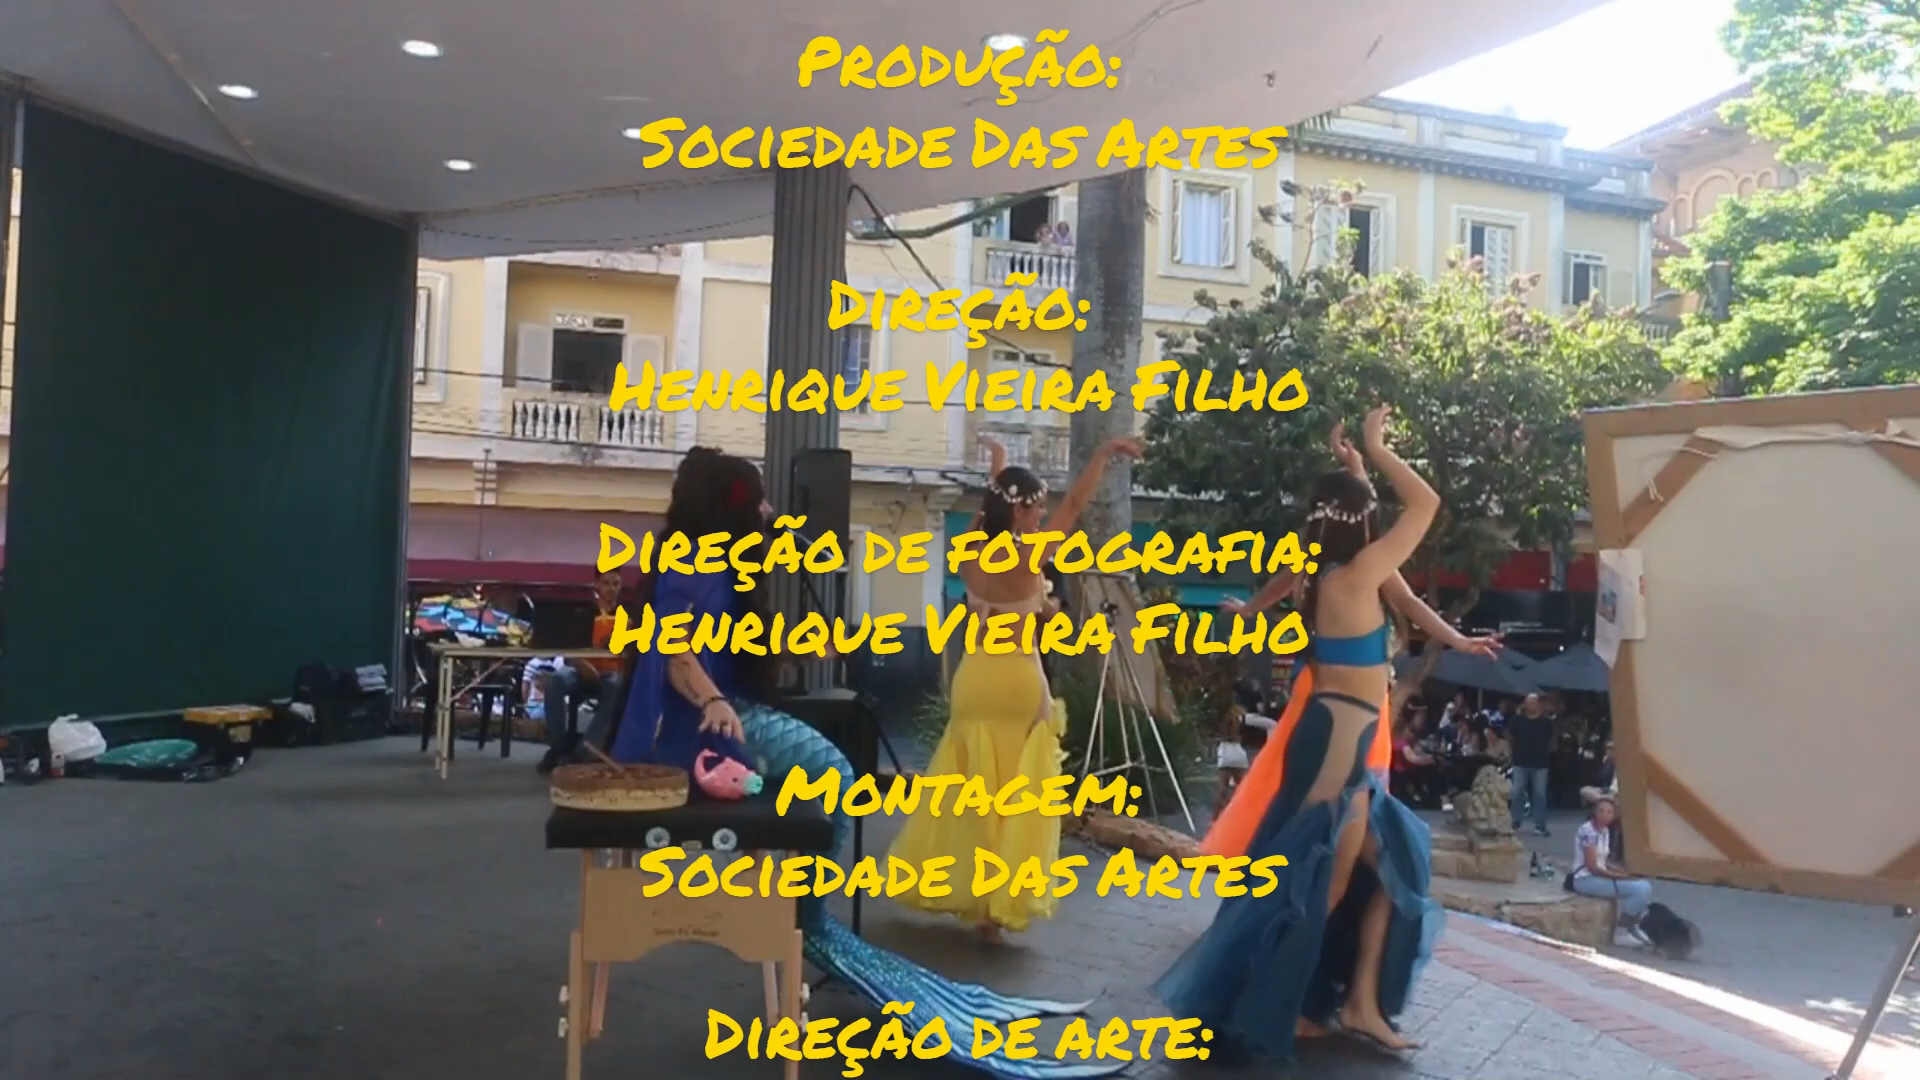 Produção:
Sociedade Das Artes
Direção:
Henrique Vieira Filho
Direção de fotografia:
Henrique Vieira Filho
Montagem:
Sociedade Das Artes
Direção de arte: